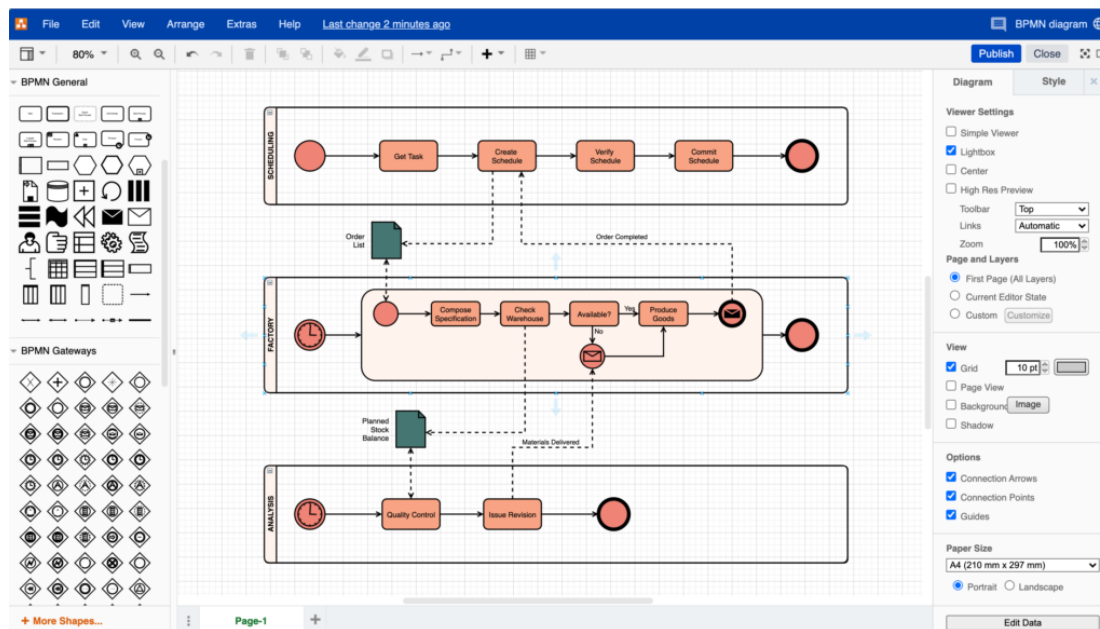 File Edit View Arrange Extras Help Last change 2 minutes ago BPMN diagram
80% Publish Close
BPMN General
BPMN Gateways
+ More Shapes...
SCHEDULING
Get Task
Create
Schedule
Verify
Schedule
Commit
Schedule
Order
List
Order Completed
FACTORY
Compose
Specification
Check
Warehouse
Available?
Yes
No
Produce
Goods
Planned
Stock
Balance
Materials Delivered
ANALYSIS
Quality Control
Issue Revision
Page-1
Diagram Style
Viewer Settings
Simple Viewer
Lightbox
Center
High Res Preview
Toolbar Top
Links Automatic
Zoom 100%
Page and Layers
First Page (All Layers)
Current Editor State
Custom Customize
View
Grid 10 pt
Page View
Background Image
Shadow
Options
Connection Arrows
Connection Points
Guides
Paper Size
A4 (210 mm x 297 mm)
Portrait Landscape
Edit Data